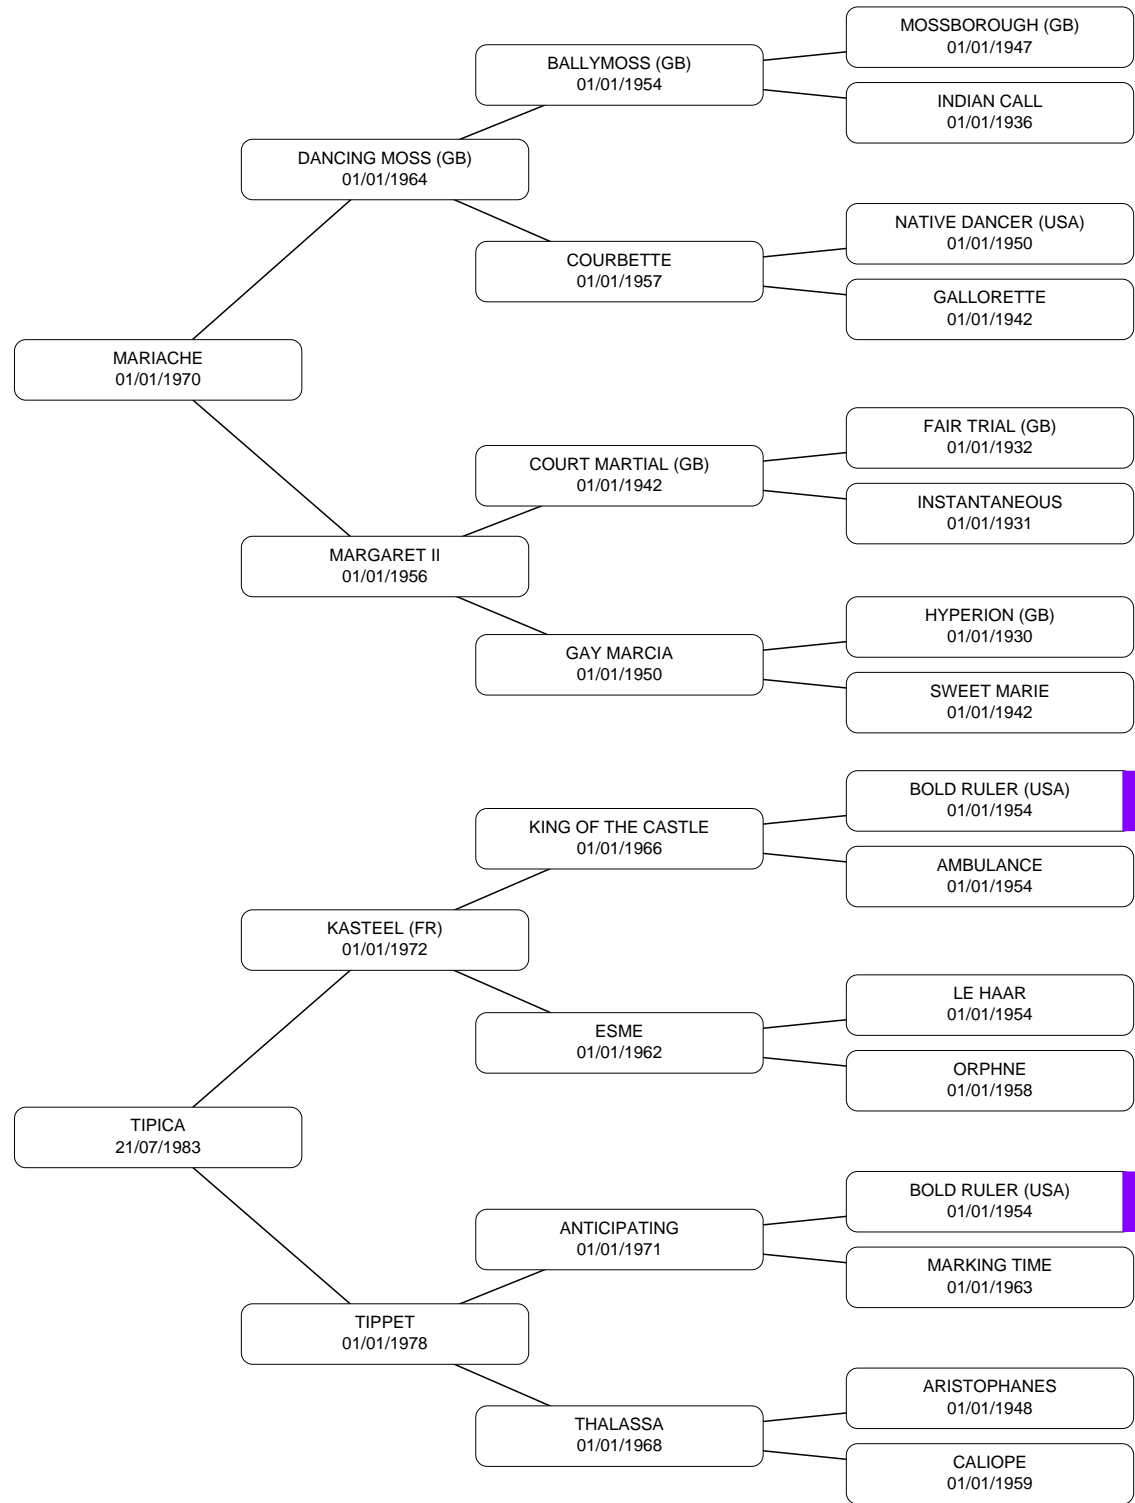 MOSSBOROUGH (GB)
01/01/1947
BALLYMOSS (GB)
01/01/1954
INDIAN CALL
01/01/1936
DANCING MOSS (GB)
01/01/1964
NATIVE DANCER (USA)
01/01/1950
COURBETTE
01/01/1957
GALLORETTE
01/01/1942
MARIACHE
01/01/1970
FAIR TRIAL (GB)
01/01/1932
COURT MARTIAL (GB)
01/01/1942
INSTANTANEOUS
01/01/1931
MARGARET II
01/01/1956
HYPERION (GB)
01/01/1930
GAY MARCIA
01/01/1950
SWEET MARIE
01/01/1942
BOLD RULER (USA)
01/01/1954
KING OF THE CASTLE
01/01/1966
AMBULANCE
01/01/1954
KASTEEL (FR)
01/01/1972
LE HAAR
01/01/1954
ESME
01/01/1962
ORPHNE
01/01/1958
TIPICA
21/07/1983
BOLD RULER (USA)
01/01/1954
ANTICIPATING
01/01/1971
MARKING TIME
01/01/1963
TIPPET
01/01/1978
ARISTOPHANES
01/01/1948
THALASSA
01/01/1968
CALIOPE
01/01/1959